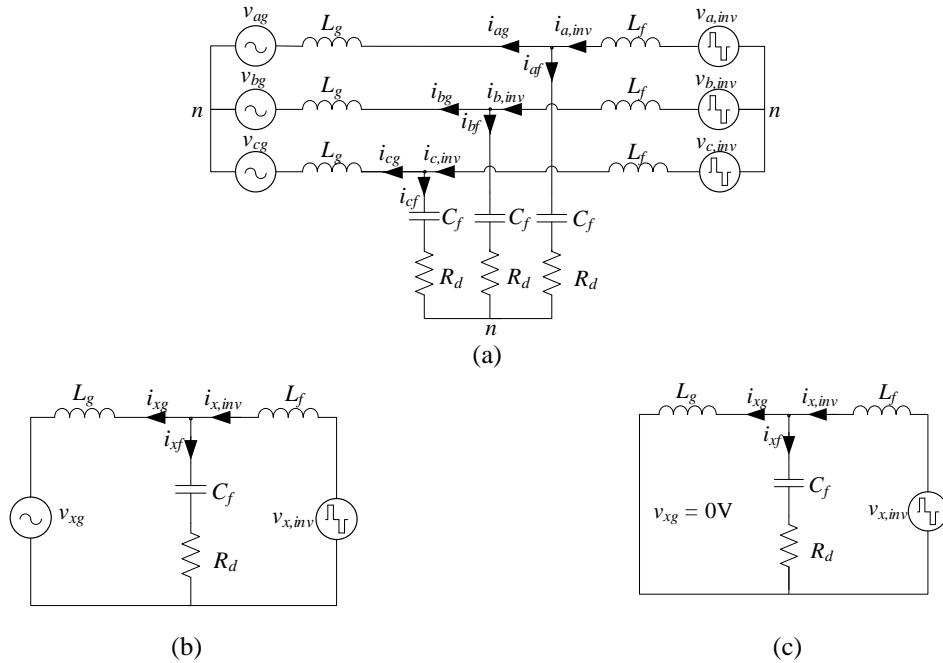 v_ag L_g i_ag i_a,inv L_f v_a,inv
i_af
v_bg L_g i_bg i_b,inv L_f v_b,inv
n i_bf n
v_cg L_g i_cg i_c,inv L_f v_c,inv
i_cf
C_f C_f C_f
R_d R_d R_d
n
(a)
L_g i_xg i_x,inv L_f
i_xf
C_f
v_xg v_x,inv
R_d
(b)
L_g i_xg i_x,inv L_f
i_xf
C_f
v_xg = 0V v_x,inv
R_d
(c)